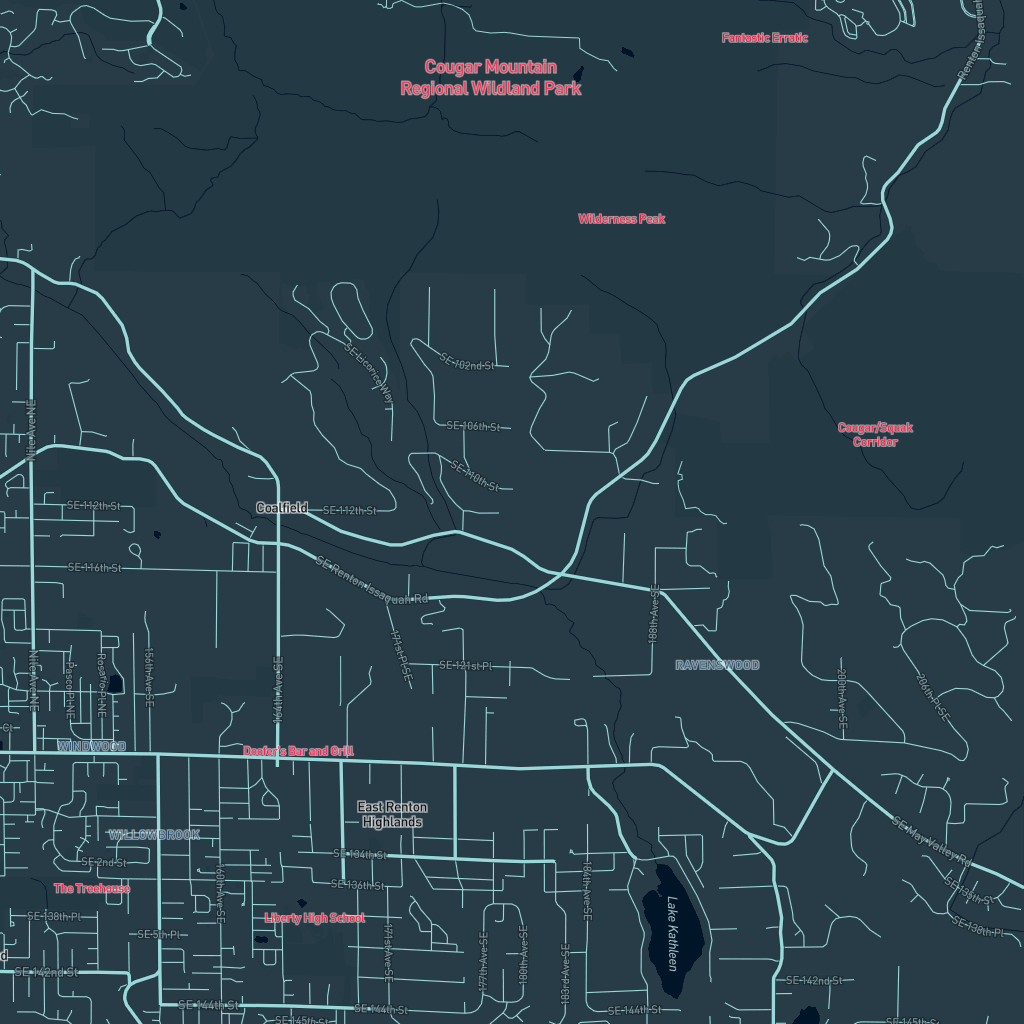 Fantastic Erratic
Renton-Issaquah
Cougar Mountain
Regional Wildland Park
Wilderness Peak
SE Licorice Way
SE 102nd St
Nile Ave NE
SE 106th St
Cougar/Squak
Corridor
SE 110th St
SE 112th St
Coalfield
SE 112th St
SE 116th St
SE Renton Issaquah Rd
188th Ave SE
171st Pl SE
Nile Ave NE
Pasco Pl NE
Rosario Pl NE
156th Ave SE
164th Ave SE
SE 121st Pl
RAVENSWOOD
200th Ave SE
206th Pl SE
Ct
WINDWOOD
Doofer's Bar and Grill
East Renton
Highlands
WILLOWBROOK
SE May Valley Rd
SE 2nd St
SE 134th St
SE 136th St
The Treehouse
160th Ave SE
184th Ave SE
SE 135th S
SE 138th Pl
Liberty High School
SE 138th Pl
SE 5th Pl
171st Ave SE
177th Ave SE
180th Ave SE
183rd Ave SE
Lake Kathleen
d
SE 142nd St
SE 142nd St
SE 144th St
SE 144th St
SE 144th St
SE 145th St
SE 145th St